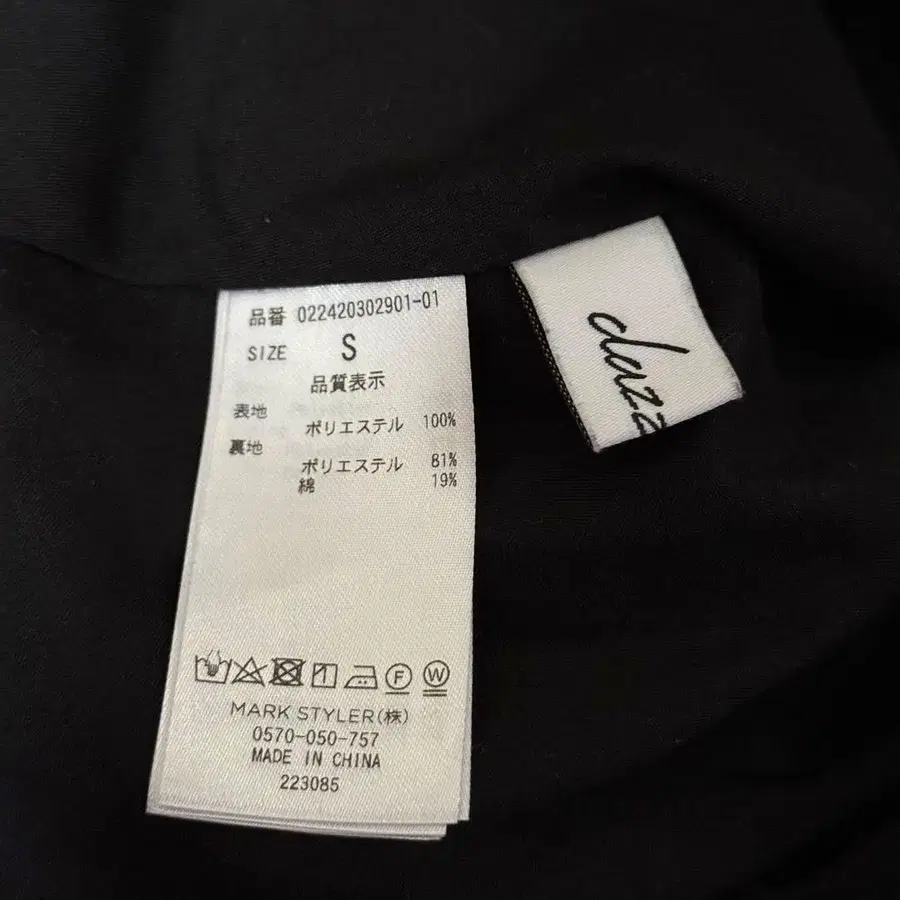 品番 022420302901-01
SIZE S
品質表示
表地
ポリエステル 100%
裏地
ポリエステル 81%
綿 19%
F W
MARK STYLER(株)
0570-050-757
MADE IN CHINA
223085
dazz